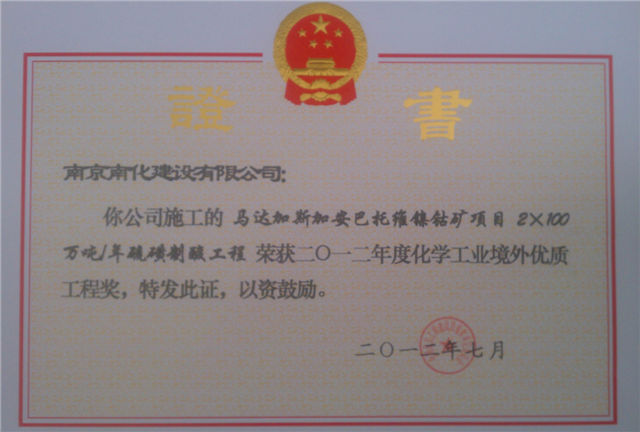 證 書
南京南化建设有限公司:
你公司施工的 马达加斯加安巴托维镍钴矿项目 2×100
万吨/年硫磺制酸工程 荣获二〇一二年度化学工业境外优质
工程奖，特发此证，以资鼓励。
二〇一二年七月